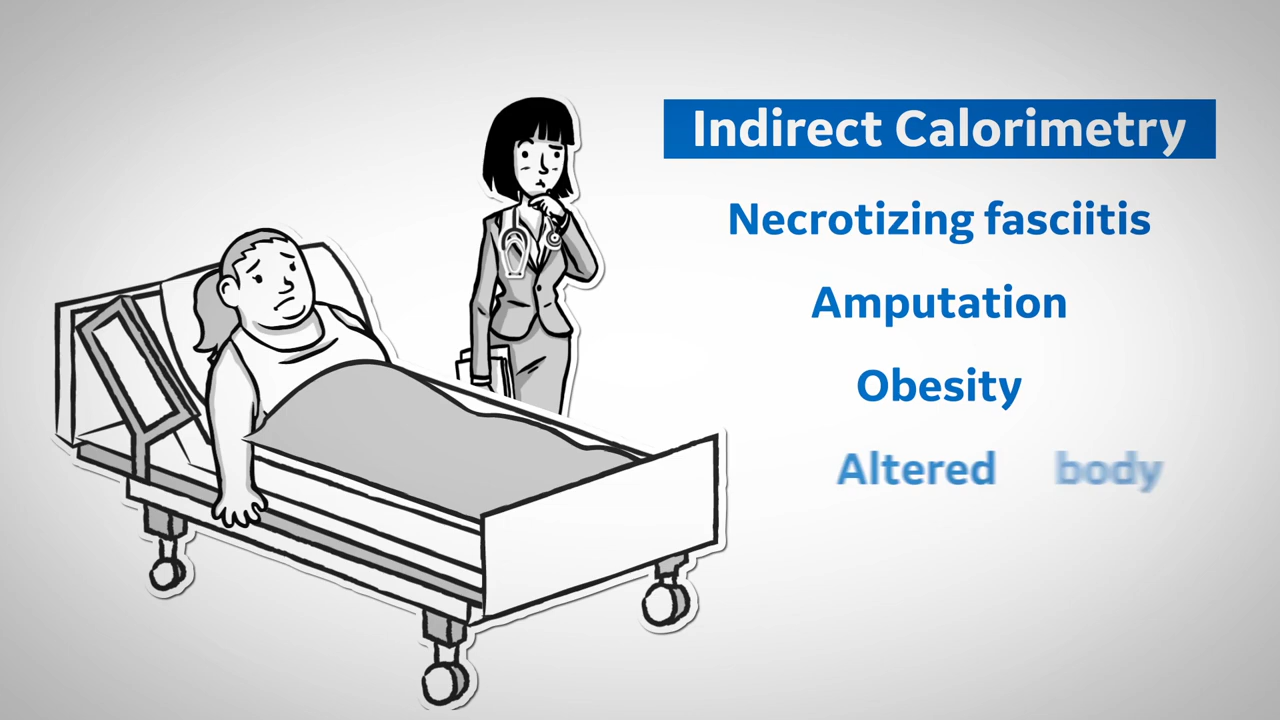 Indirect Calorimetry
Necrotizing fasciitis
Amputation
Obesity
Altered body